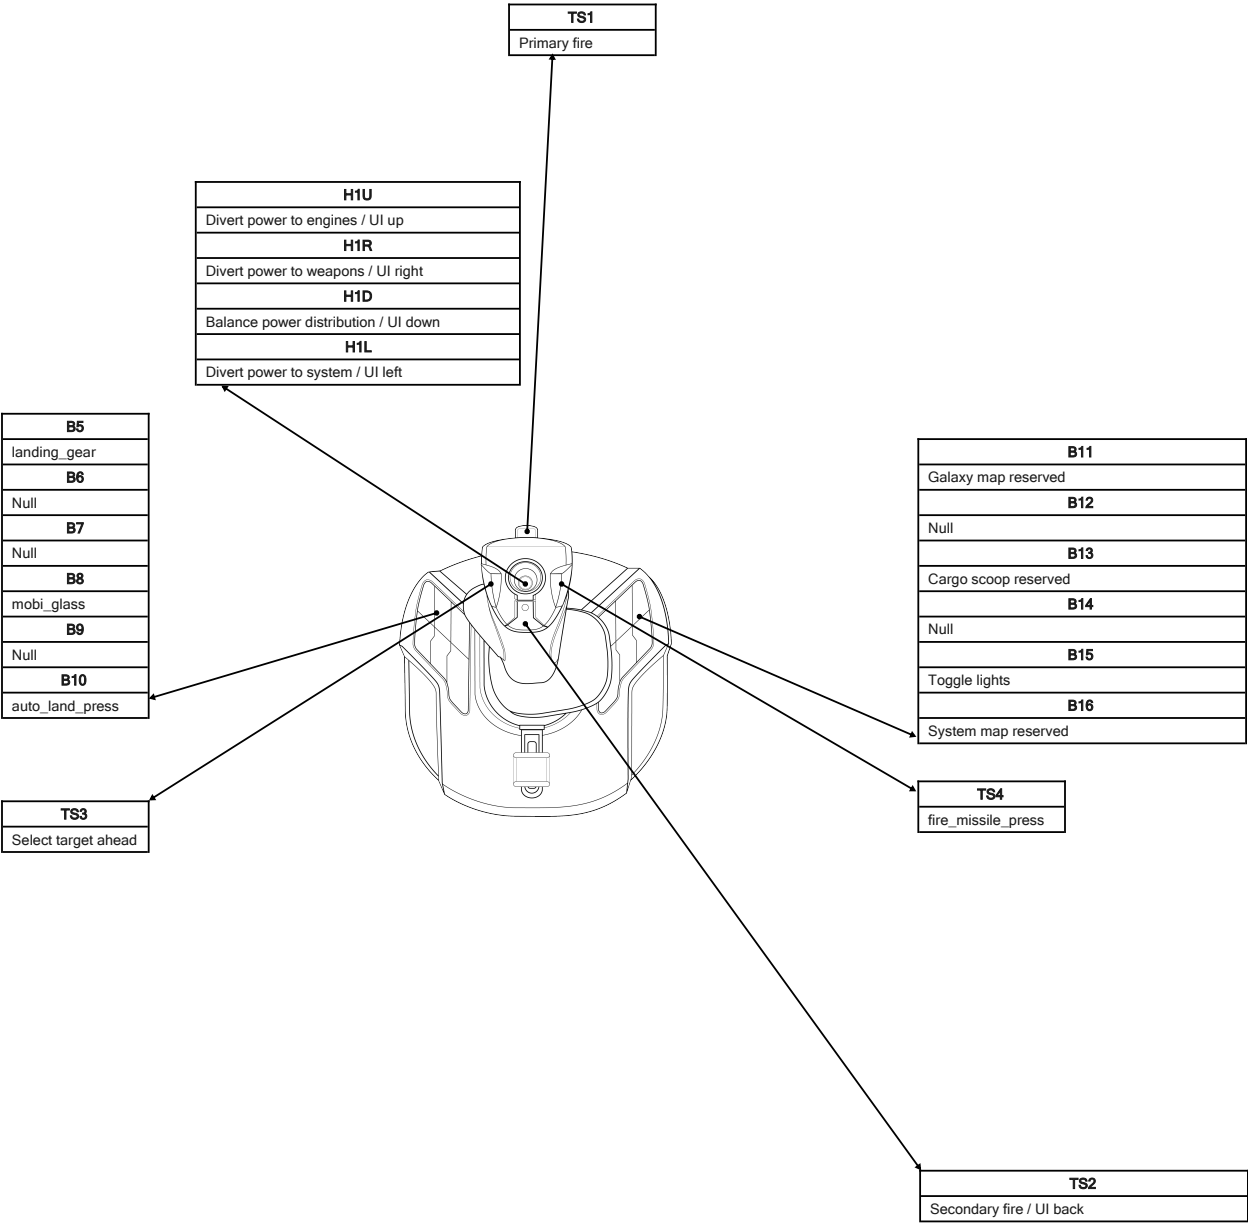 TS1
Primary fire
H1U
Divert power to engines / UI up
H1R
Divert power to weapons / UI right
H1D
Balance power distribution / UI down
H1L
Divert power to system / UI left
B5
landing_gear
B6
Null
B7
Null
B8
mobi_glass
B9
Null
B10
auto_land_press
B11
Galaxy map reserved
B12
Null
B13
Cargo scoop reserved
B14
Null
B15
Toggle lights
B16
System map reserved
TS3
Select target ahead
TS4
fire_missile_press
TS2
Secondary fire / UI back